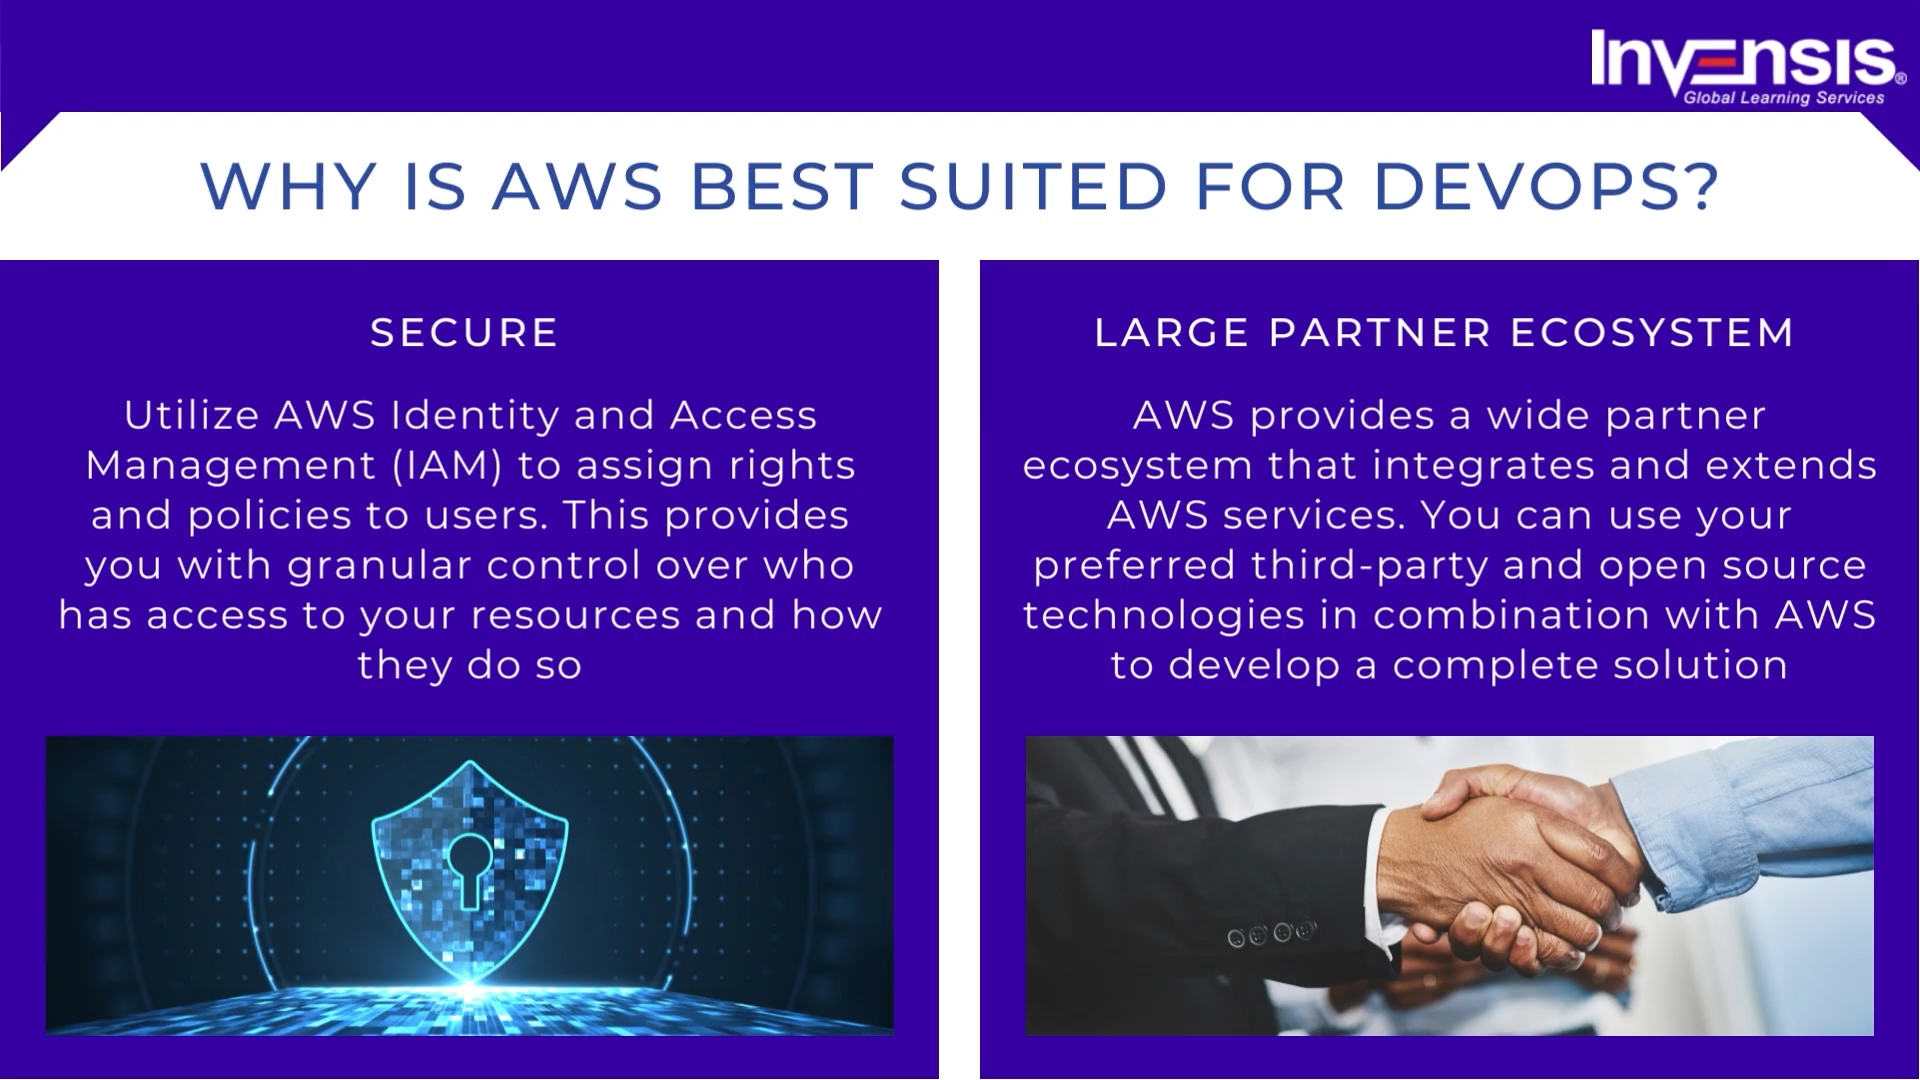 Invensis®
Global Learning Services
WHY IS AWS BEST SUITED FOR DEVOPS?
SECURE
Utilize AWS Identity and Access
Management (IAM) to assign rights
and policies to users. This provides
you with granular control over who
has access to your resources and how
they do so
LARGE PARTNER ECOSYSTEM
AWS provides a wide partner
ecosystem that integrates and extends
AWS services. You can use your
preferred third-party and open source
technologies in combination with AWS
to develop a complete solution